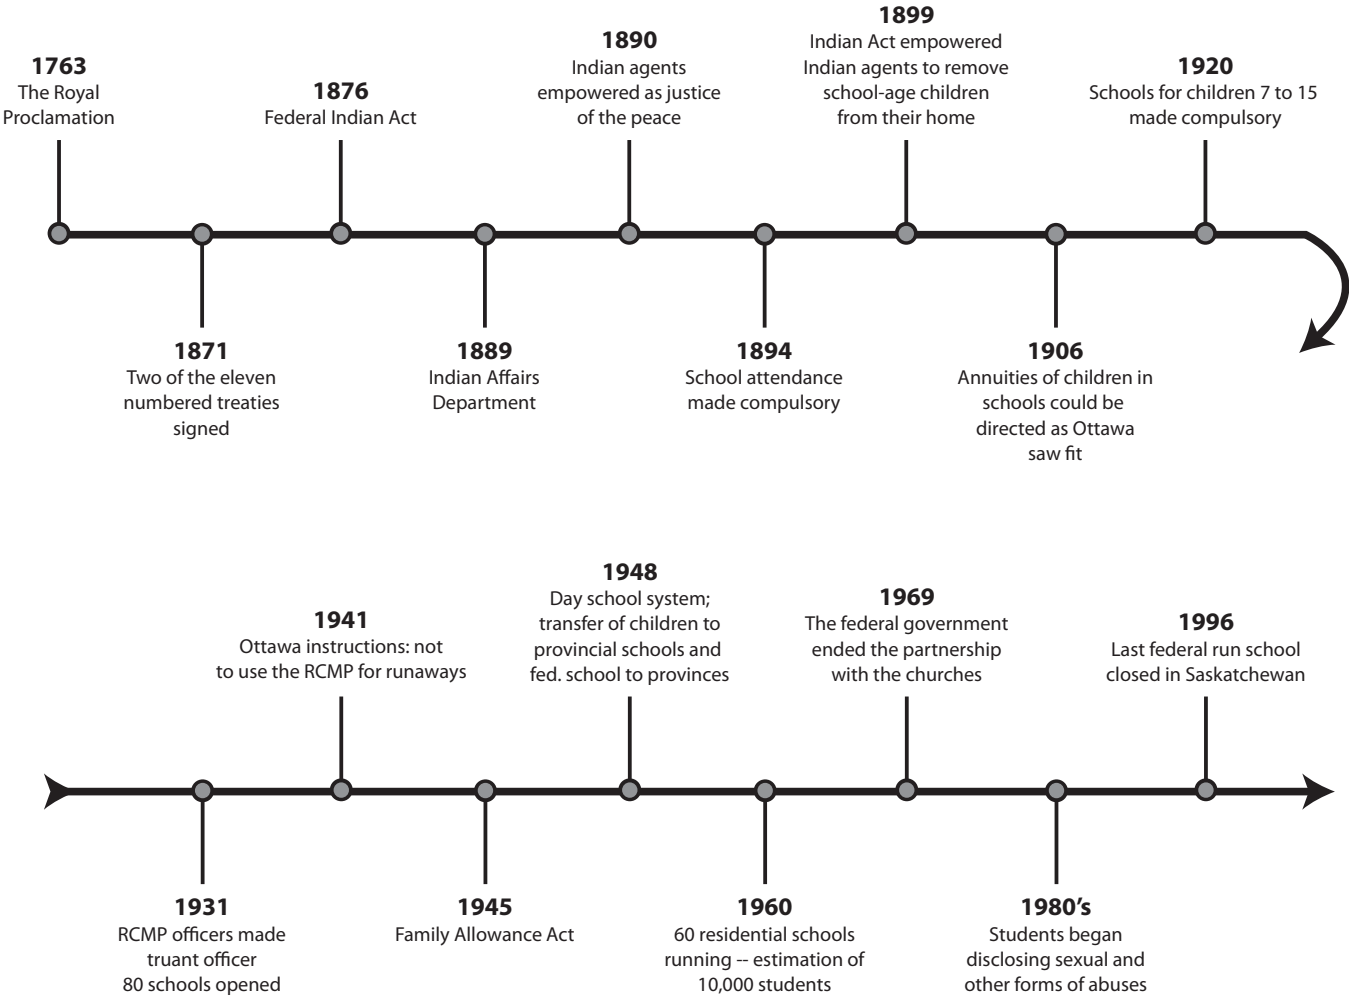 1763
The Royal
Proclamation
1871
Two of the eleven
numbered treaties
signed
1876
Federal Indian Act
1889
Indian Affairs
Department
1890
Indian agents
empowered as justice
of the peace
1894
School attendance
made compulsory
1899
Indian Act empowered
Indian agents to remove
school-age children
from their home
1906
Annuities of children in
schools could be
directed as Ottawa
saw fit
1920
Schools for children 7 to 15
made compulsory
1931
RCMP officers made
truant officer
80 schools opened
1941
Ottawa instructions: not
to use the RCMP for runaways
1945
Family Allowance Act
1948
Day school system;
transfer of children to
provincial schools and
fed. school to provinces
1960
60 residential schools
running -- estimation of
10,000 students
1969
The federal government
ended the partnership
with the churches
1980’s
Students began
disclosing sexual and
other forms of abuses
1996
Last federal run school
closed in Saskatchewan